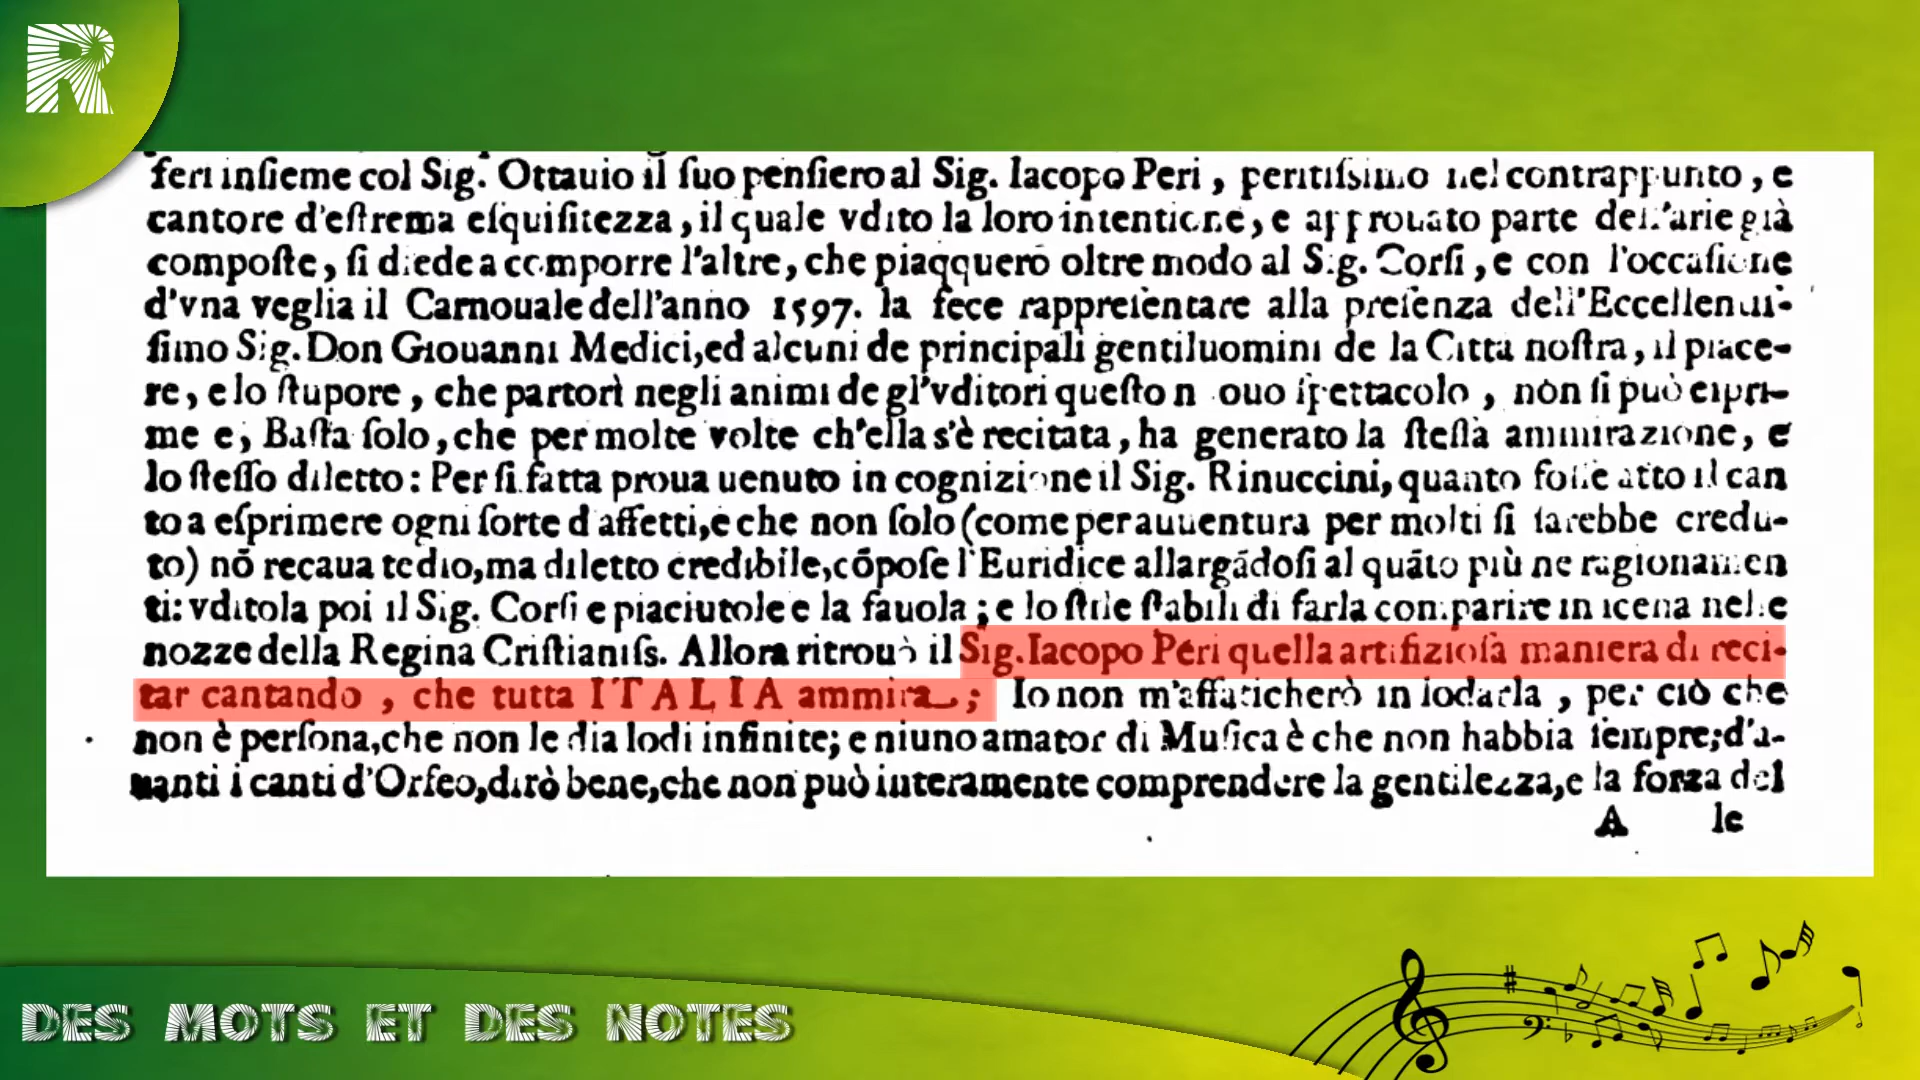 R
feri insieme col Sig. Ottauio il suo pensiero al Sig. Iacopo Peri, peritissimo nel contrappunto, e
cantore d'estrema esquisitezza, il quale vdito la loro intentione, e approuato parte dell'arie già
composte, si diede a comporre l'altre, che piaqquerō oltre modo al Sig. Corsi, e con l'occasione
d'vna veglia il Carnouale dell'anno 1597. la fece rappresentare alla presenza dell'Eccellentis-
simo Sig. Don Giouanni Medici, ed alcuni de principali gentiluomini de la Citta nostra, il piace-
re, e lo stupore, che partorì negli animi de gl'vditori questo n ouo spettacolo, non si può espri-
me e, Basta solo, che per molte volte ch'ella s'è recitata, ha generato la stessa ammirazione, e
lo stesso diletto: Per si fatta proua uenuto in cognizione il Sig. Rinuccini, quanto fosse atto il can
to a esprimere ogni sorte d'affetti, e che non solo (come per auuentura per molti si sarebbe credu-
to) nō recaua tedio, ma diletto credibile, cōpose l'Euridice allargādosi al quāto più ne ragionamen
ti: vditola poi il Sig. Corsi e piaciutole e la fauola; e lo stile stabili di farla comparire in scena nelle
nozze della Regina Cristianiss. Allora ritrouò il Sig. Iacopo Peri quella artifiziosa maniera di reci-
tar cantando, che tutta ITALIA ammira; Io non m'affaticherò in lodarla, per ciò che
non è persona, che non le dia lodi infinite; e niuno amator di Musica è che non habbia sempre; d'a-
uanti i canti d'Orfeo, dirò bene, che non può interamente comprendere la gentilezza, e la forza del
A le
DES MOTS ET DES NOTES